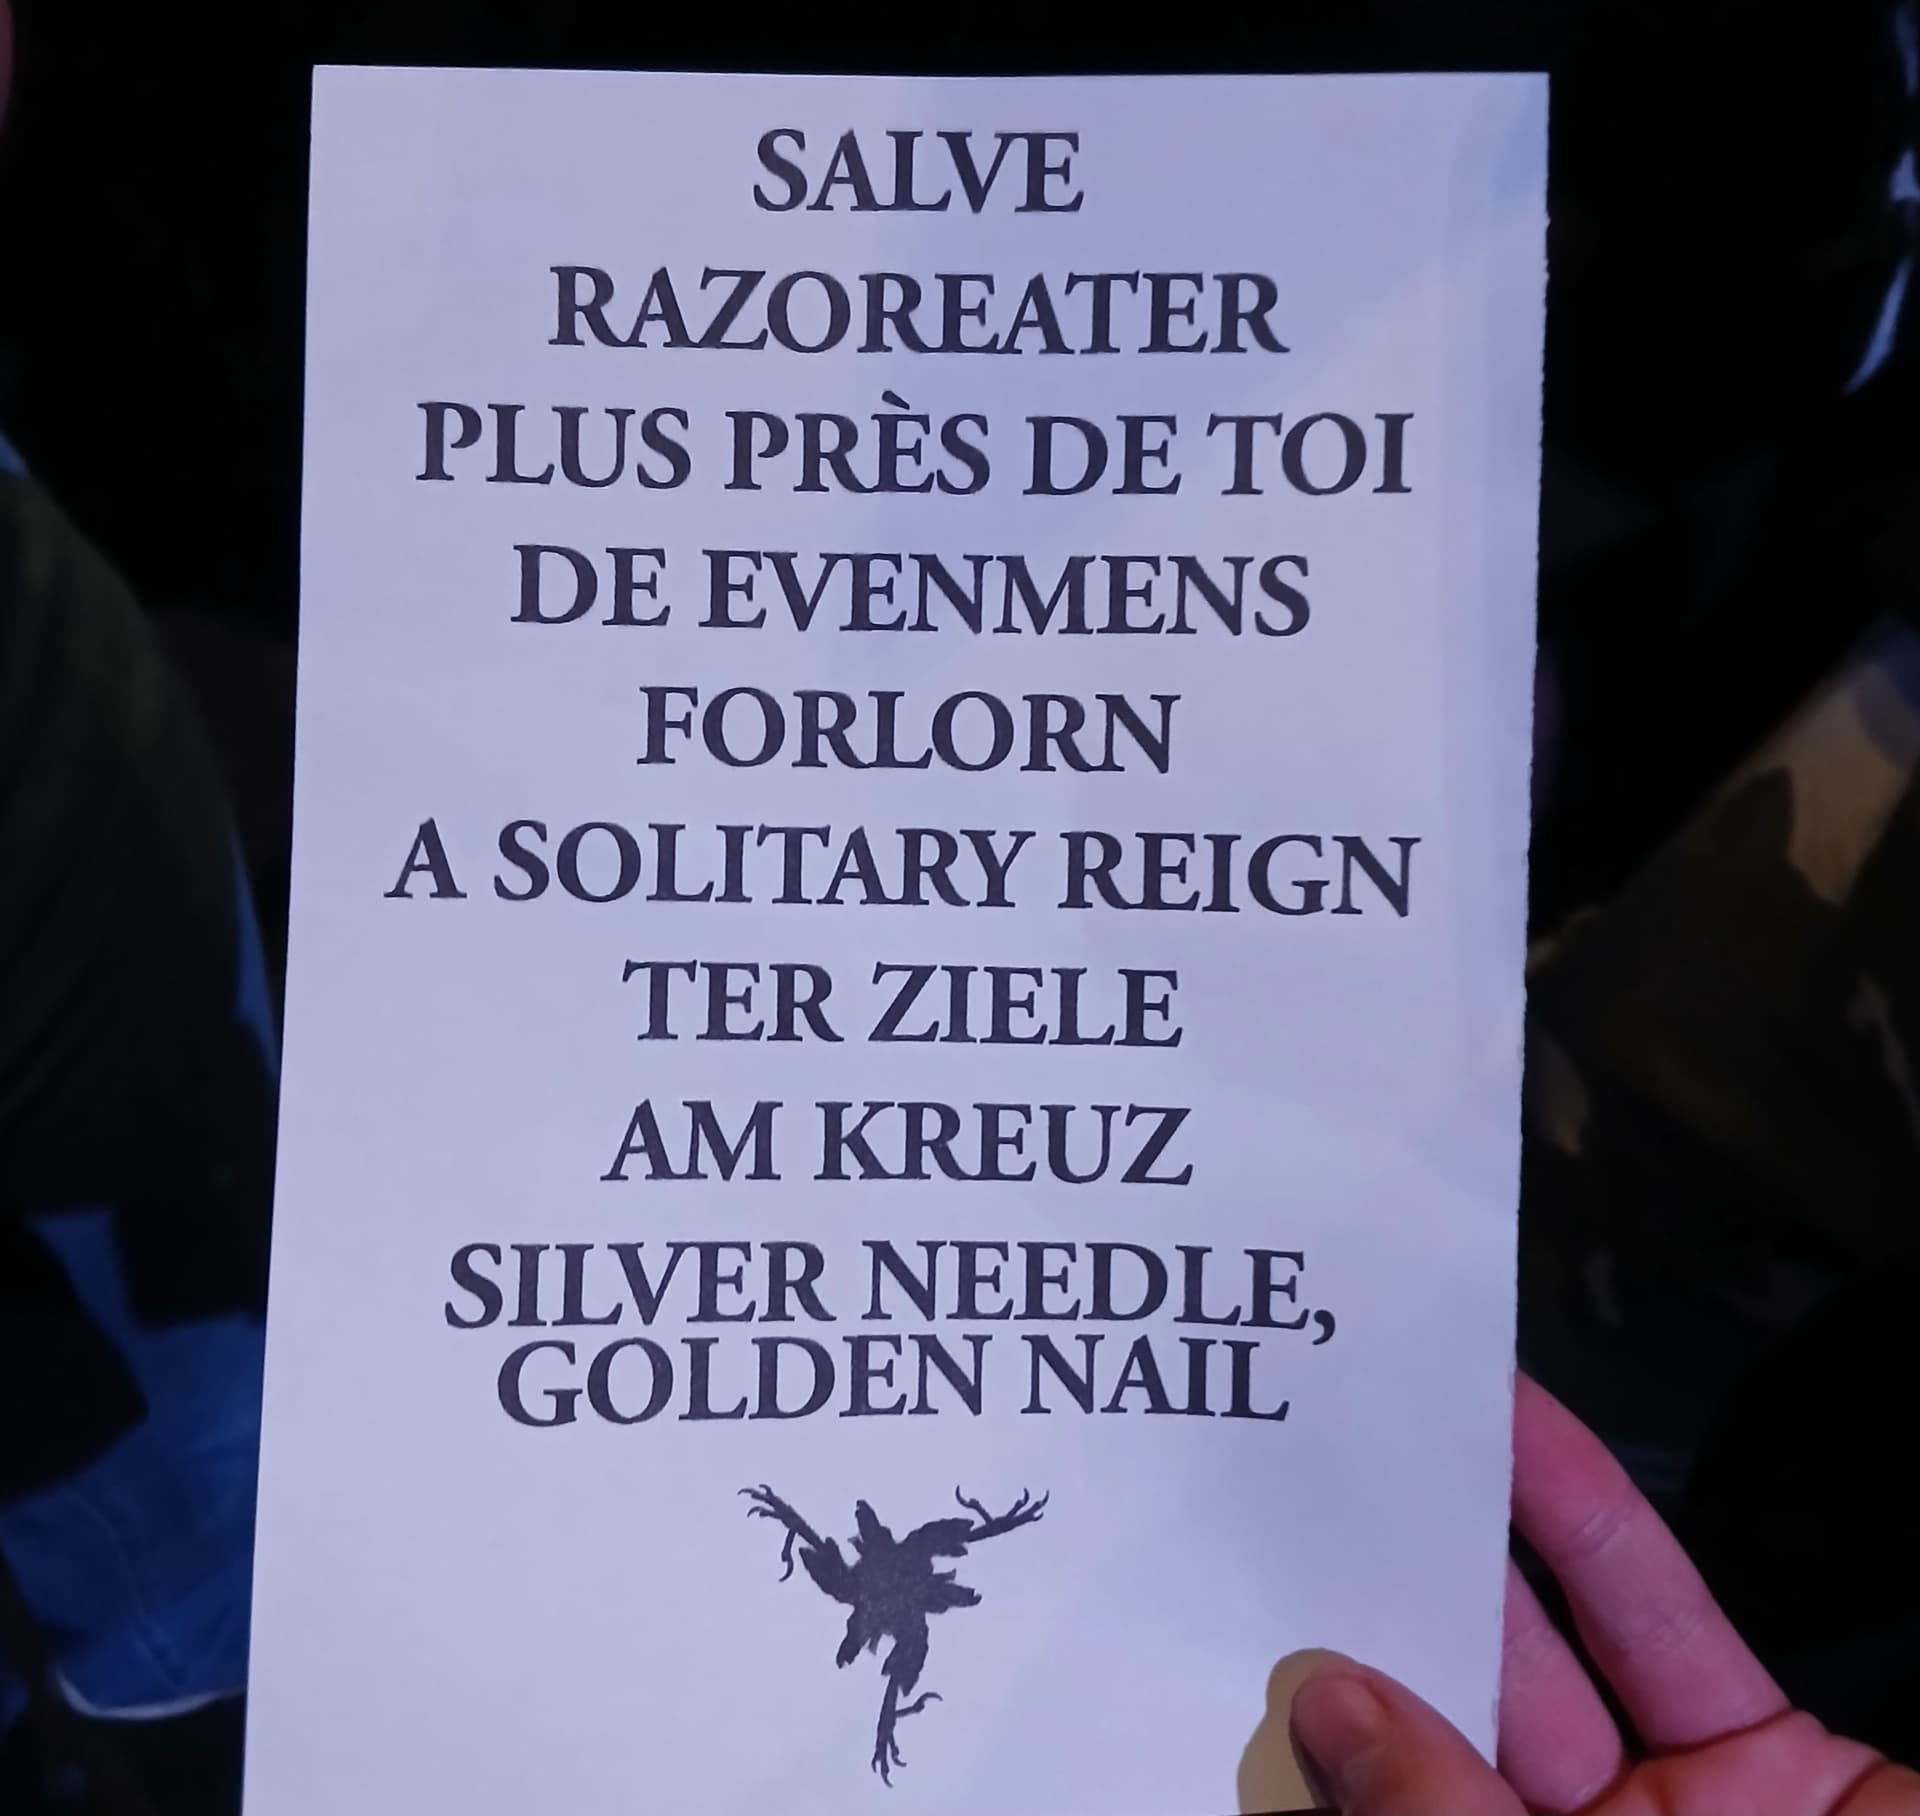 SALVE
RAZOREATER
PLUS PRÈS DE TOI
DE EVENMENS
FORLORN
A SOLITARY REIGN
TER ZIELE
AM KREUZ
SILVER NEEDLE,
GOLDEN NAIL